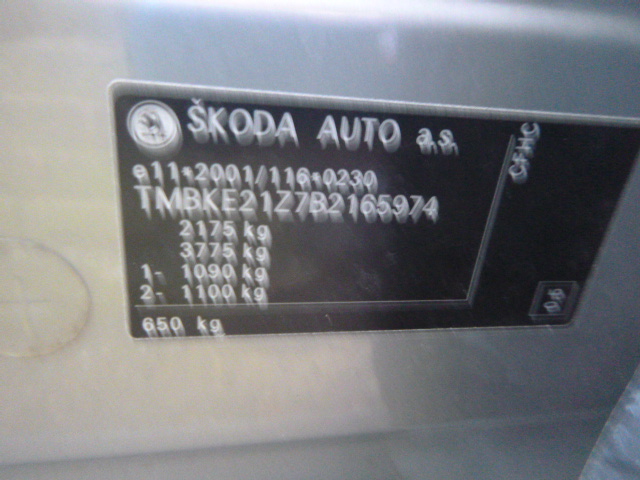 ŠKODA AUTO a.s.
e11*2001/116*0230
TMBKE21Z7B2165974
2175 kg
3775 kg
1- 1090 kg
2- 1100 kg
650 kg
CFHC